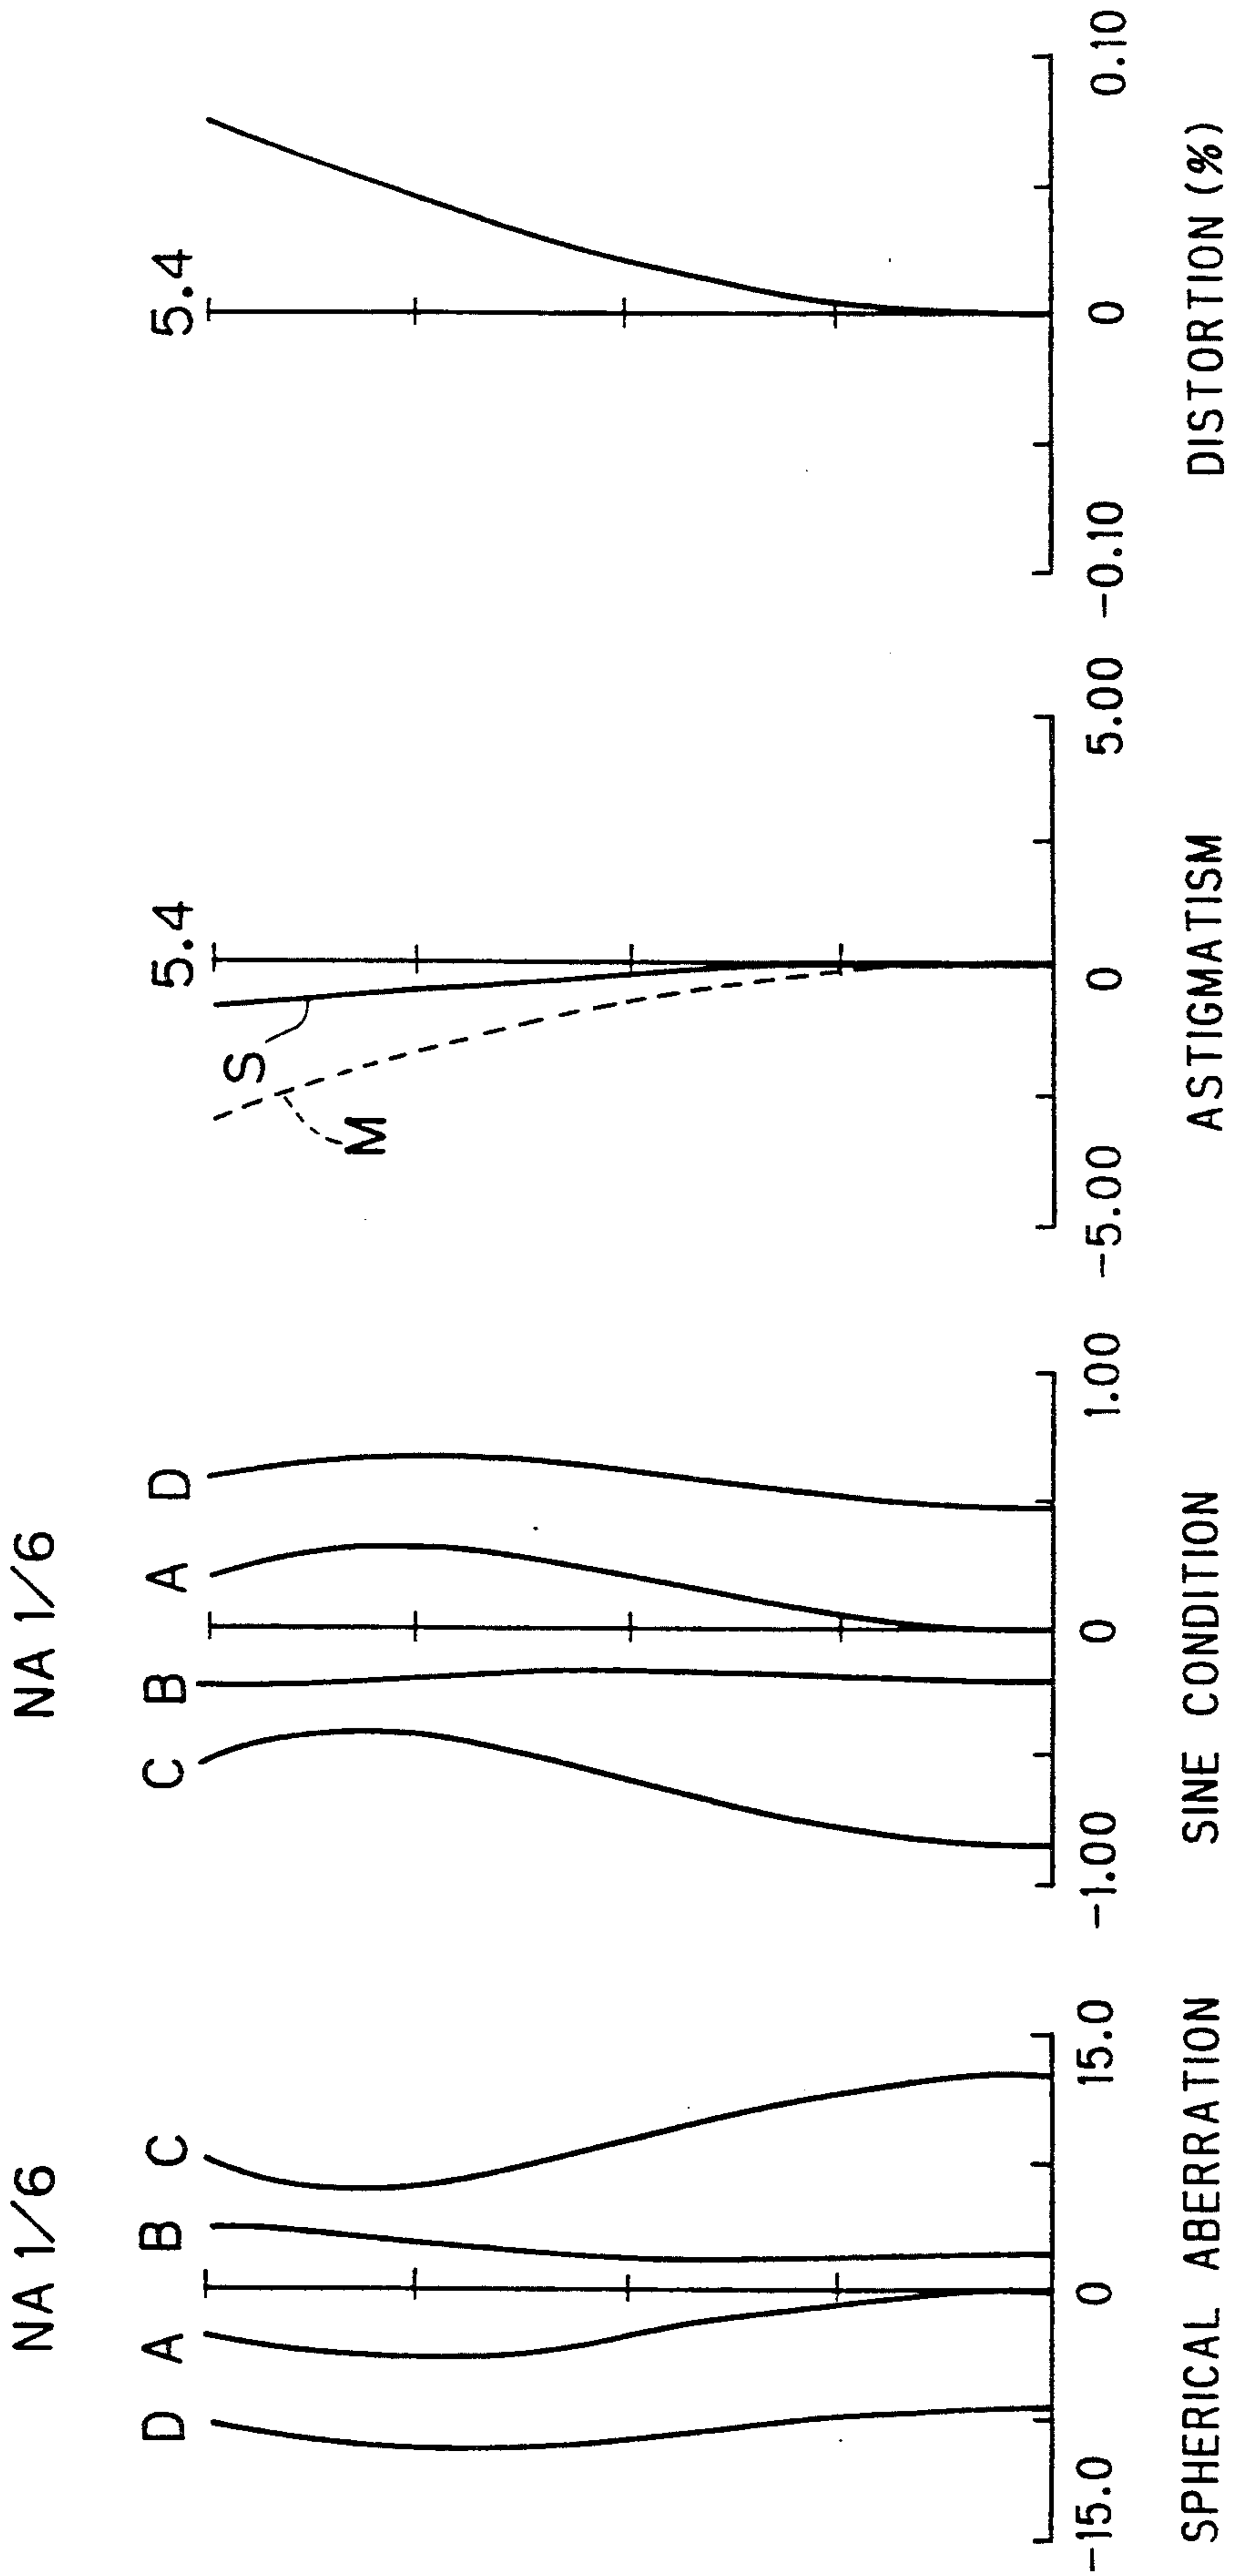 NA 1/6
D A B C
-15.0 0 15.0
SPHERICAL ABERRATION
NA 1/6
C B A D
-1.00 0 1.00
SINE CONDITION
5.4
S
M
-5.00 0 5.00
ASTIGMATISM
5.4
-0.10 0 0.10
DISTORTION (%)